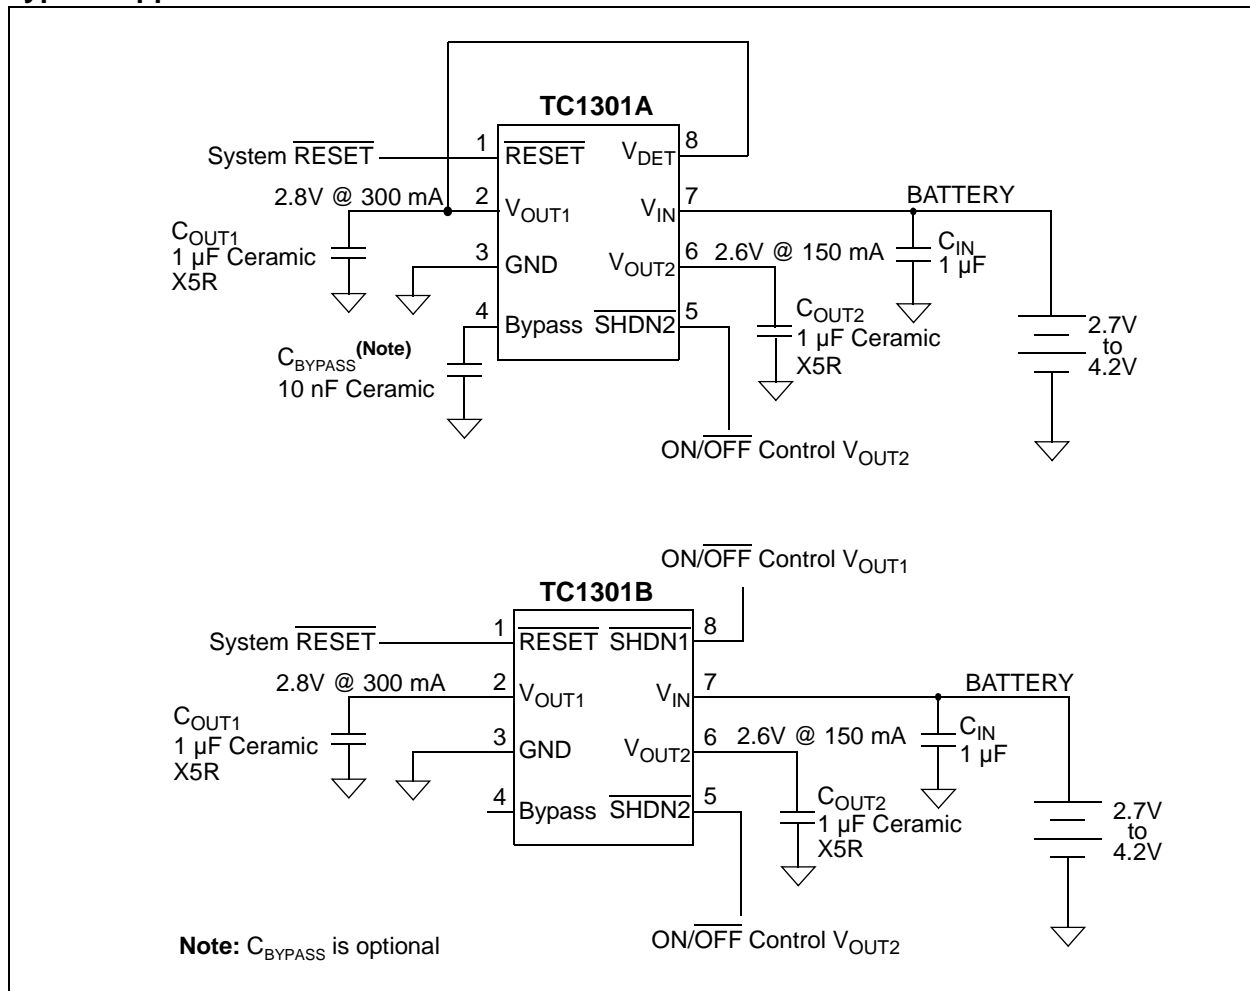 TC1301A
System RESET
1
RESET
VDET
8
2.8V @ 300 mA
2
VOUT1
VIN
7
BATTERY
COUT1
1 µF Ceramic
X5R
3
GND
VOUT2
6
2.6V @ 150 mA
CIN
1 µF
4
Bypass
SHDN2
5
COUT2
1 µF Ceramic
X5R
CBYPASS(Note)
10 nF Ceramic
2.7V
to
4.2V
ON/OFF Control VOUT2
ON/OFF Control VOUT1
TC1301B
System RESET
1
RESET
SHDN1
8
2.8V @ 300 mA
2
VOUT1
VIN
7
BATTERY
COUT1
1 µF Ceramic
X5R
3
GND
VOUT2
6
2.6V @ 150 mA
CIN
1 µF
4
Bypass
SHDN2
5
COUT2
1 µF Ceramic
X5R
2.7V
to
4.2V
ON/OFF Control VOUT2
Note: CBYPASS is optional